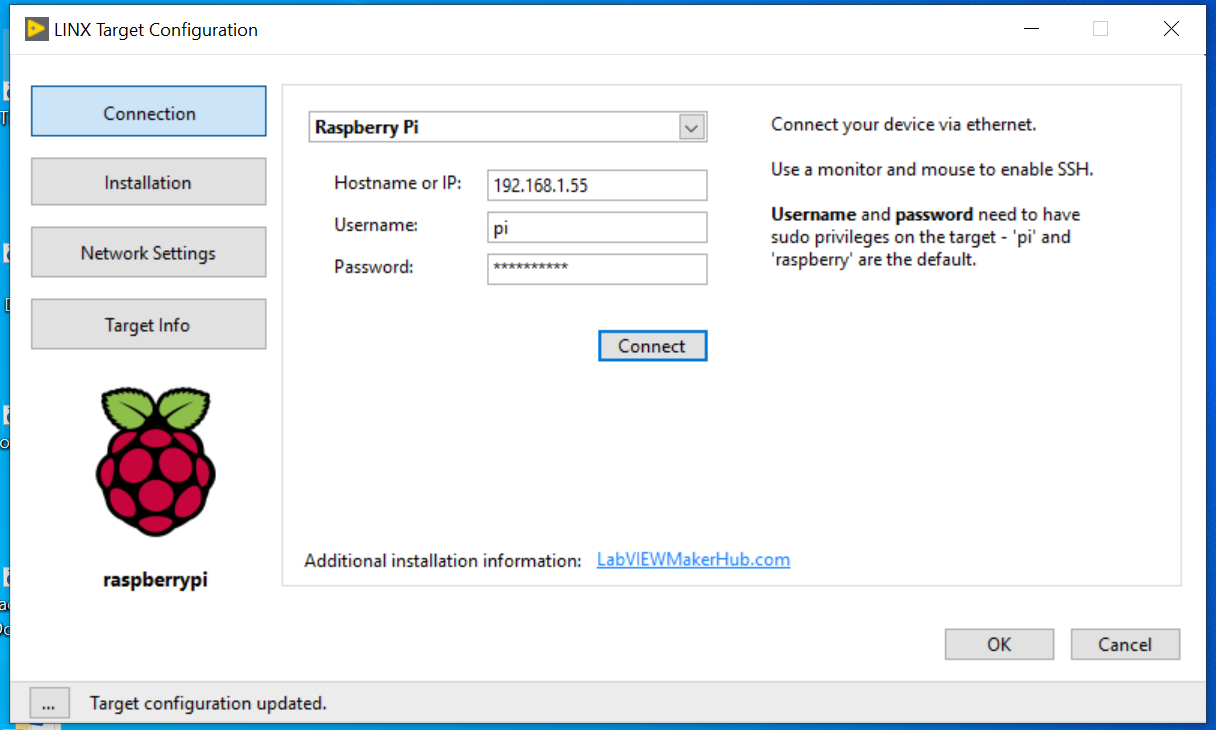 LINX Target Configuration
Connection
Installation
Network Settings
Target Info
raspberrypi
Raspberry Pi
Hostname or IP: 192.168.1.55
Username: pi
Password: **********
Connect
Connect your device via ethernet.
Use a monitor and mouse to enable SSH.
Username and password need to have
sudo privileges on the target - 'pi' and
'raspberry' are the default.
Additional installation information: LabVIEWMakerHub.com
OK
Cancel
... Target configuration updated.